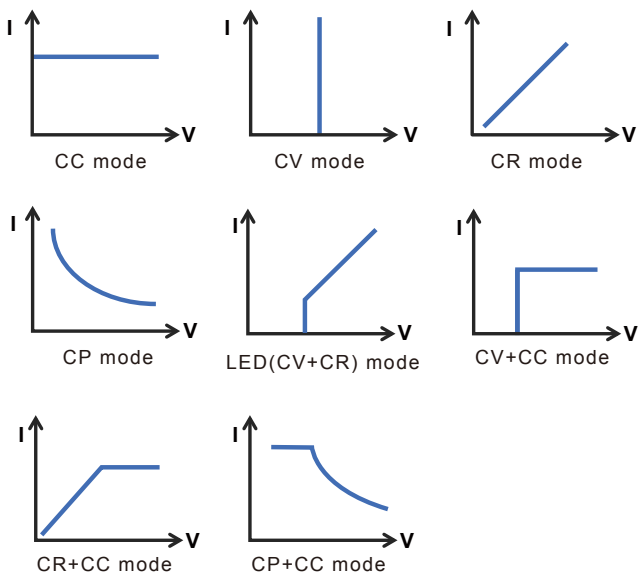 I
V
CC mode
I
V
CV mode
I
V
CR mode
I
V
CP mode
I
V
LED(CV+CR) mode
I
V
CV+CC mode
I
V
CR+CC mode
I
V
CP+CC mode